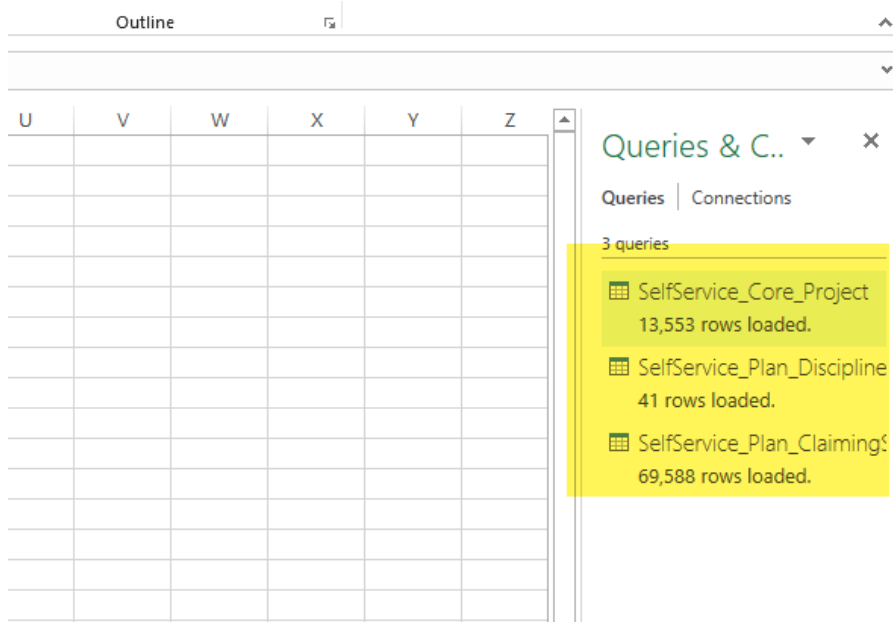 Outline
U V W X Y Z
Queries & C..
Queries Connections
3 queries
SelfService_Core_Project
13,553 rows loaded.
SelfService_Plan_Discipline
41 rows loaded.
SelfService_Plan_ClaimingS
69,588 rows loaded.